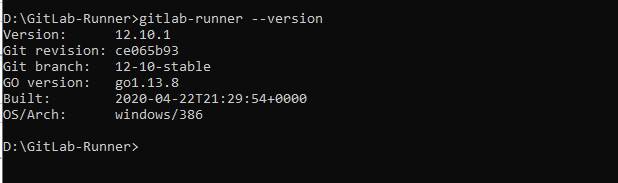 D:\GitLab-Runner>gitlab-runner --version
Version:      12.10.1
Git revision: ce065b93
Git branch:   12-10-stable
GO version:   go1.13.8
Built:        2020-04-22T21:29:54+0000
OS/Arch:      windows/386
D:\GitLab-Runner>